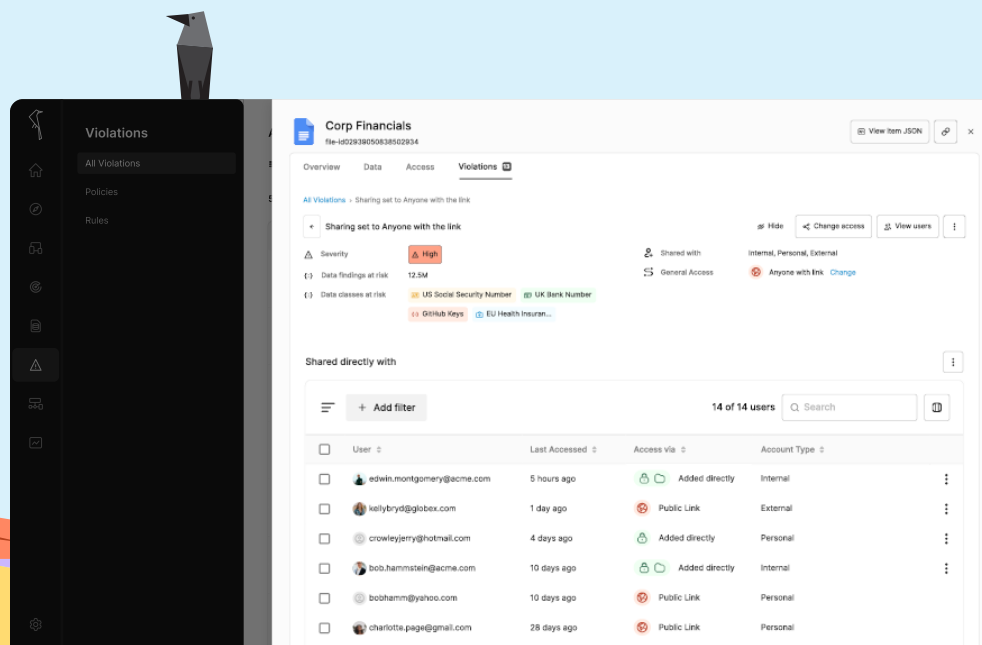 Violations
All Violations
Policies
Rules
Corp Financials
file-id02939050838502934
View Item JSON
Overview Data Access Violations
All Violations › Sharing set to Anyone with the link
Sharing set to Anyone with the link
Hide Change access View users
Severity High
Data findings at risk 12.5M
Data classes at risk US Social Security Number UK Bank Number
GitHub Keys EU Health Insuran...
Shared with Internal, Personal, External
General Access Anyone with link Change
Shared directly with
+ Add filter 14 of 14 users Search
User Last Accessed Access via Account Type
edwin.montgomery@acme.com 5 hours ago Added directly Internal
kellybryd@globex.com 1 day ago Public Link External
crowleyjerry@hotmail.com 4 days ago Added directly Personal
bob.hammstein@acme.com 10 days ago Added directly Internal
bobhamm@yahoo.com 10 days ago Public Link Personal
charlotte.page@gmail.com 28 days ago Public Link Personal